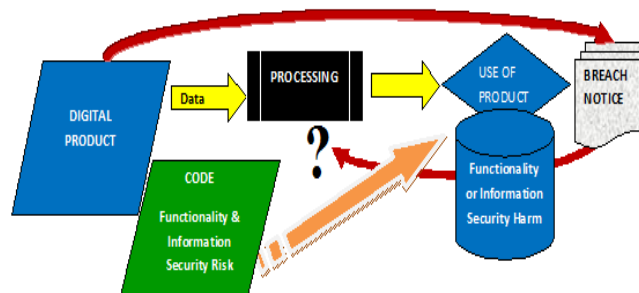 DIGITAL
PRODUCT
Data
PROCESSING
USE OF
PRODUCT
BREACH
NOTICE
?
CODE
Functionality &
Information
Security Risk
Functionality
or Information
Security Harm